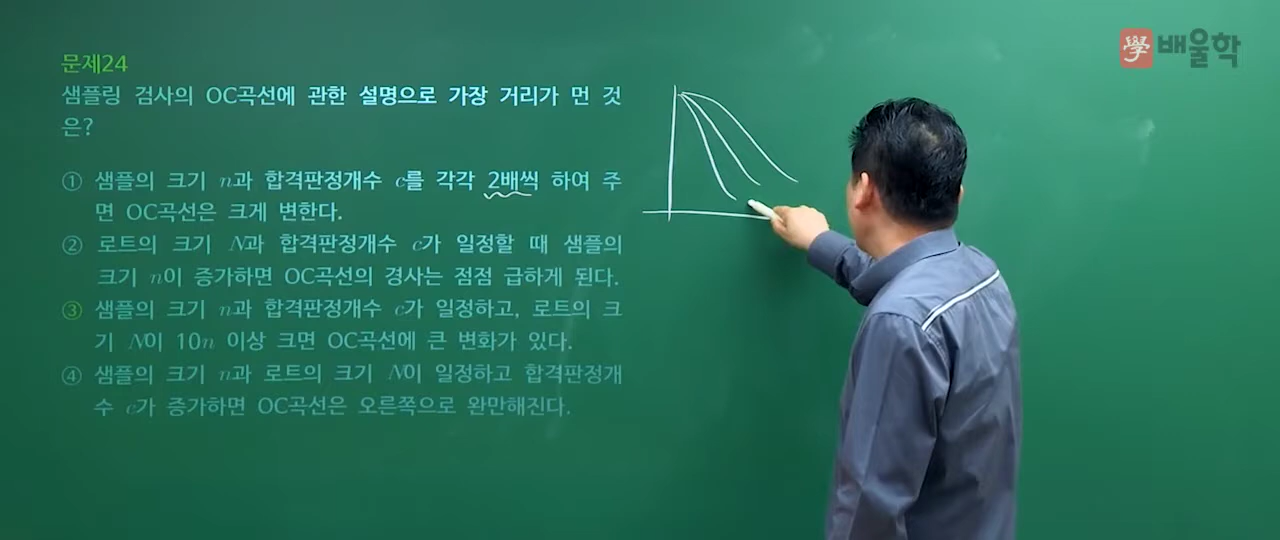 學 배울학
문제24
샘플링 검사의 OC곡선에 관한 설명으로 가장 거리가 먼 것
은?
① 샘플의 크기 n과 합격판정개수 c를 각각 2배씩 하여 주
면 OC곡선은 크게 변한다.
② 로트의 크기 N과 합격판정개수 c가 일정할 때 샘플의
크기 n이 증가하면 OC곡선의 경사는 점점 급하게 된다.
③ 샘플의 크기 n과 합격판정개수 c가 일정하고, 로트의 크
기 N이 10n 이상 크면 OC곡선에 큰 변화가 있다.
④ 샘플의 크기 n과 로트의 크기 N이 일정하고 합격판정개
수 c가 증가하면 OC곡선은 오른쪽으로 완만해진다.